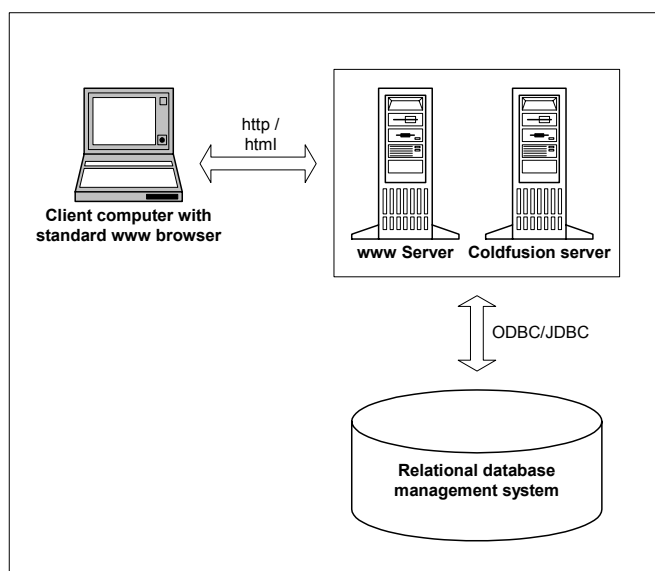 http /
html
Client computer with
standard www browser
www Server
Coldfusion server
ODBC/JDBC
Relational database
management system